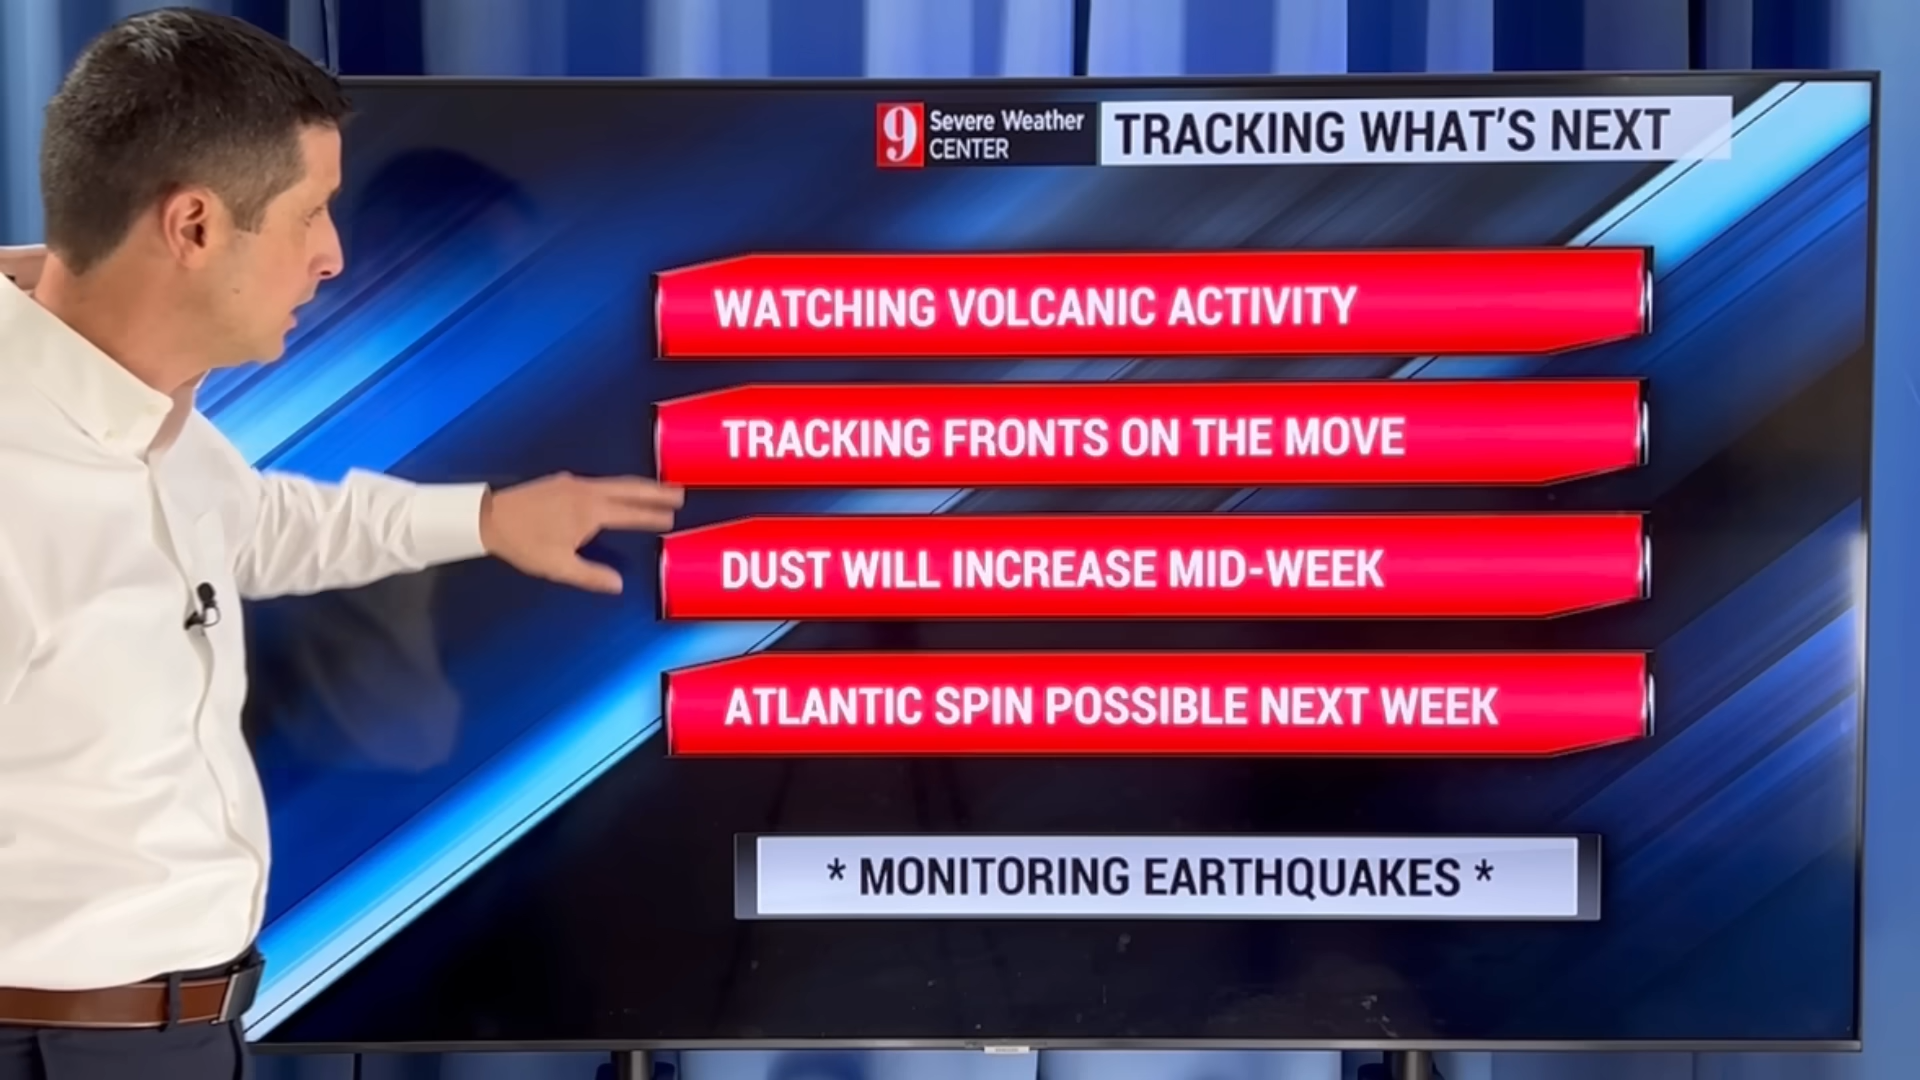 9
Severe Weather
CENTER
TRACKING WHAT'S NEXT
WATCHING VOLCANIC ACTIVITY
TRACKING FRONTS ON THE MOVE
DUST WILL INCREASE MID-WEEK
ATLANTIC SPIN POSSIBLE NEXT WEEK
* MONITORING EARTHQUAKES *